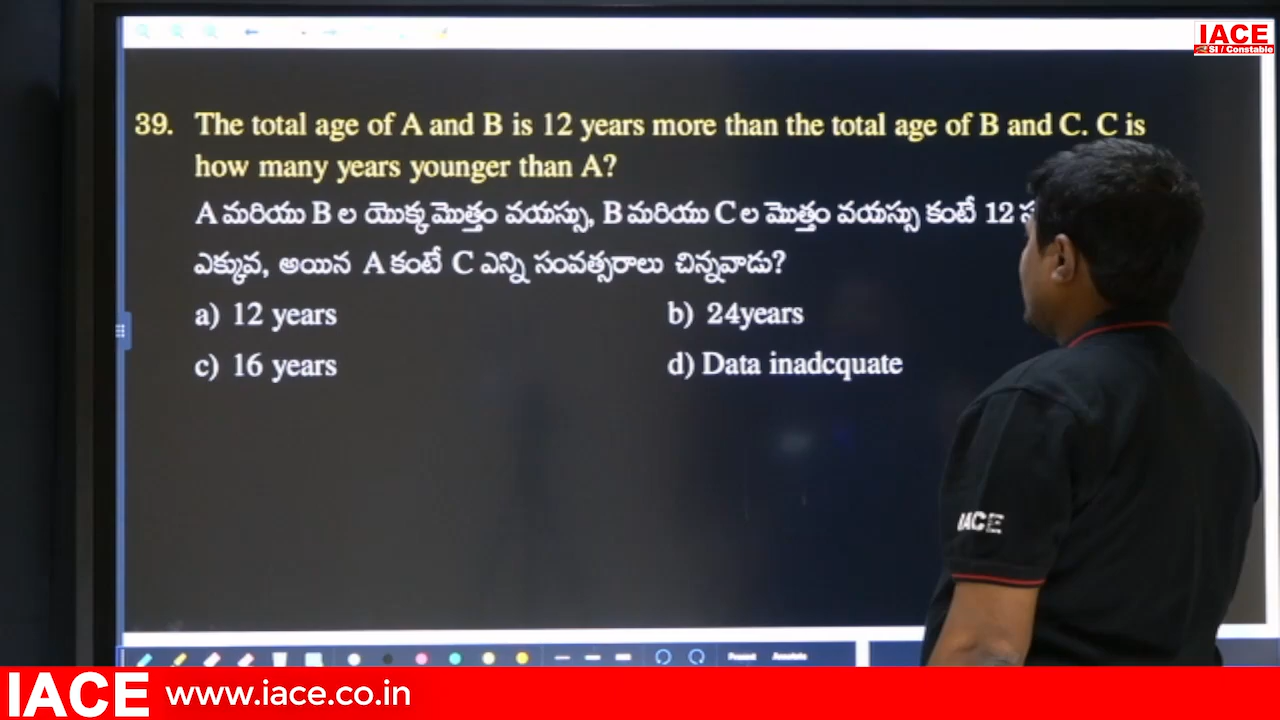 IACE
SI / Constable
39. The total age of A and B is 12 years more than the total age of B and C. C is
how many years younger than A?
A మరియు B ల యొక్క మొత్తం వయస్సు, B మరియు C ల మొత్తం వయస్సు కంటే 12
ఎక్కువ, అయిన A కంటే C ఎన్ని సంవత్సరాలు చిన్నవాడు?
a) 12 years b) 24years
c) 16 years d) Data inadcquate
IACE
Present Annotate
IACE www.iace.co.in